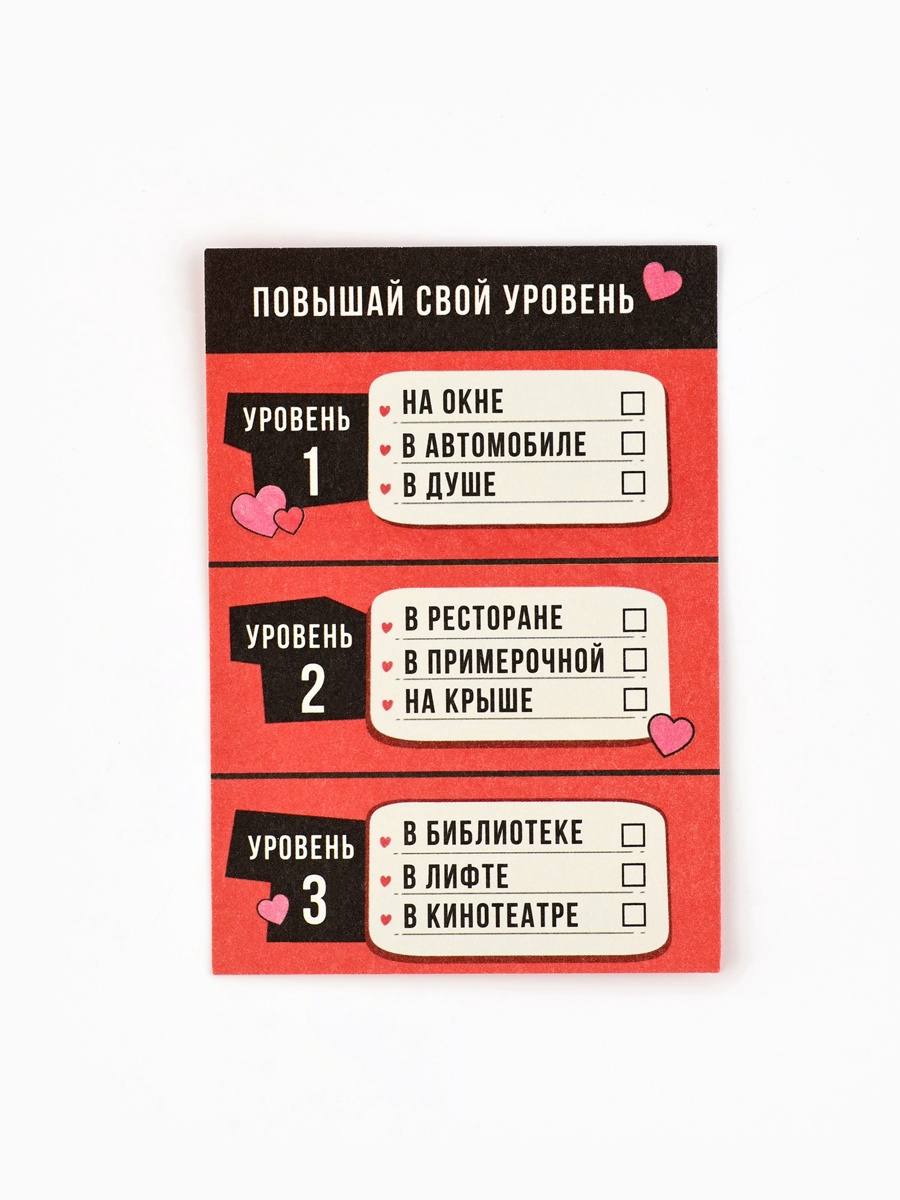 ПОВЫШАЙ СВОЙ УРОВЕНЬ
УРОВЕНЬ
1
НА ОКНЕ
В АВТОМОБИЛЕ
В ДУШЕ
УРОВЕНЬ
2
В РЕСТОРАНЕ
В ПРИМЕРОЧНОЙ
НА КРЫШЕ
УРОВЕНЬ
3
В БИБЛИОТЕКЕ
В ЛИФТЕ
В КИНОТЕАТРЕ